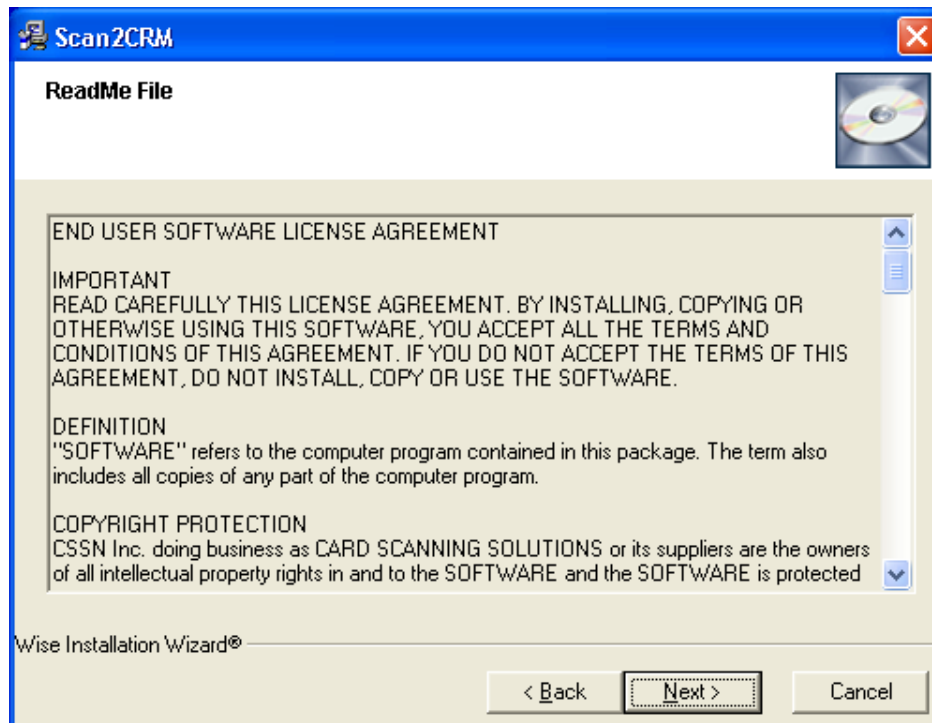 Scan2CRM
ReadMe File
END USER SOFTWARE LICENSE AGREEMENT
IMPORTANT
READ CAREFULLY THIS LICENSE AGREEMENT. BY INSTALLING, COPYING OR
OTHERWISE USING THIS SOFTWARE, YOU ACCEPT ALL THE TERMS AND
CONDITIONS OF THIS AGREEMENT. IF YOU DO NOT ACCEPT THE TERMS OF THIS
AGREEMENT, DO NOT INSTALL, COPY OR USE THE SOFTWARE.
DEFINITION
"SOFTWARE" refers to the computer program contained in this package. The term also
includes all copies of any part of the computer program.
COPYRIGHT PROTECTION
CSSN Inc. doing business as CARD SCANNING SOLUTIONS or its suppliers are the owners
of all intellectual property rights in and to the SOFTWARE and the SOFTWARE is protected
Wise Installation Wizard®
< Back Next > Cancel